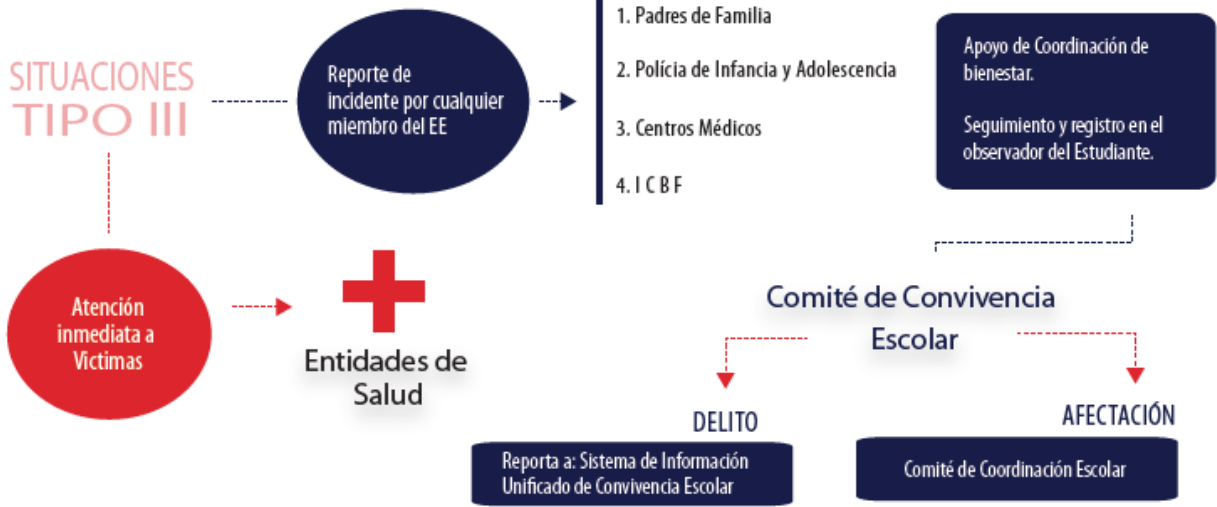 SITUACIONES
TIPO III
Reporte de
incidente por cualquier
miembro del EE
1. Padres de Familia
2. Polícia de Infancia y Adolescencia
3. Centros Médicos
4. I C B F
Apoyo de Coordinación de
bienestar.
Seguimiento y registro en el
observador del Estudiante.
Atención
inmediata a
Victimas
Entidades de
Salud
Comité de Convivencia
Escolar
DELITO
Reporta a: Sistema de Información
Unificado de Convivencia Escolar
AFECTACIÓN
Comité de Coordinación Escolar